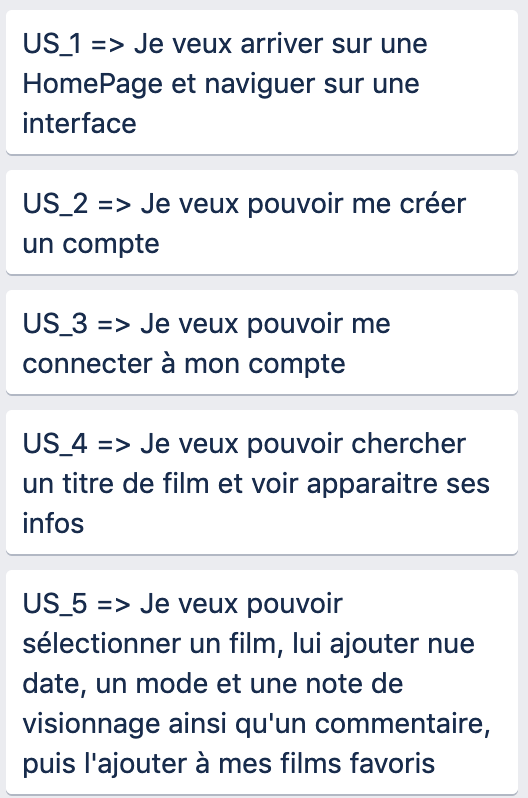 US_1 => Je veux arriver sur une
HomePage et naviguer sur une
interface
US_2 => Je veux pouvoir me créer
un compte
US_3 => Je veux pouvoir me
connecter à mon compte
US_4 => Je veux pouvoir chercher
un titre de film et voir apparaitre ses
infos
US_5 => Je veux pouvoir
sélectionner un film, lui ajouter nue
date, un mode et une note de
visionnage ainsi qu'un commentaire,
puis l'ajouter à mes films favoris